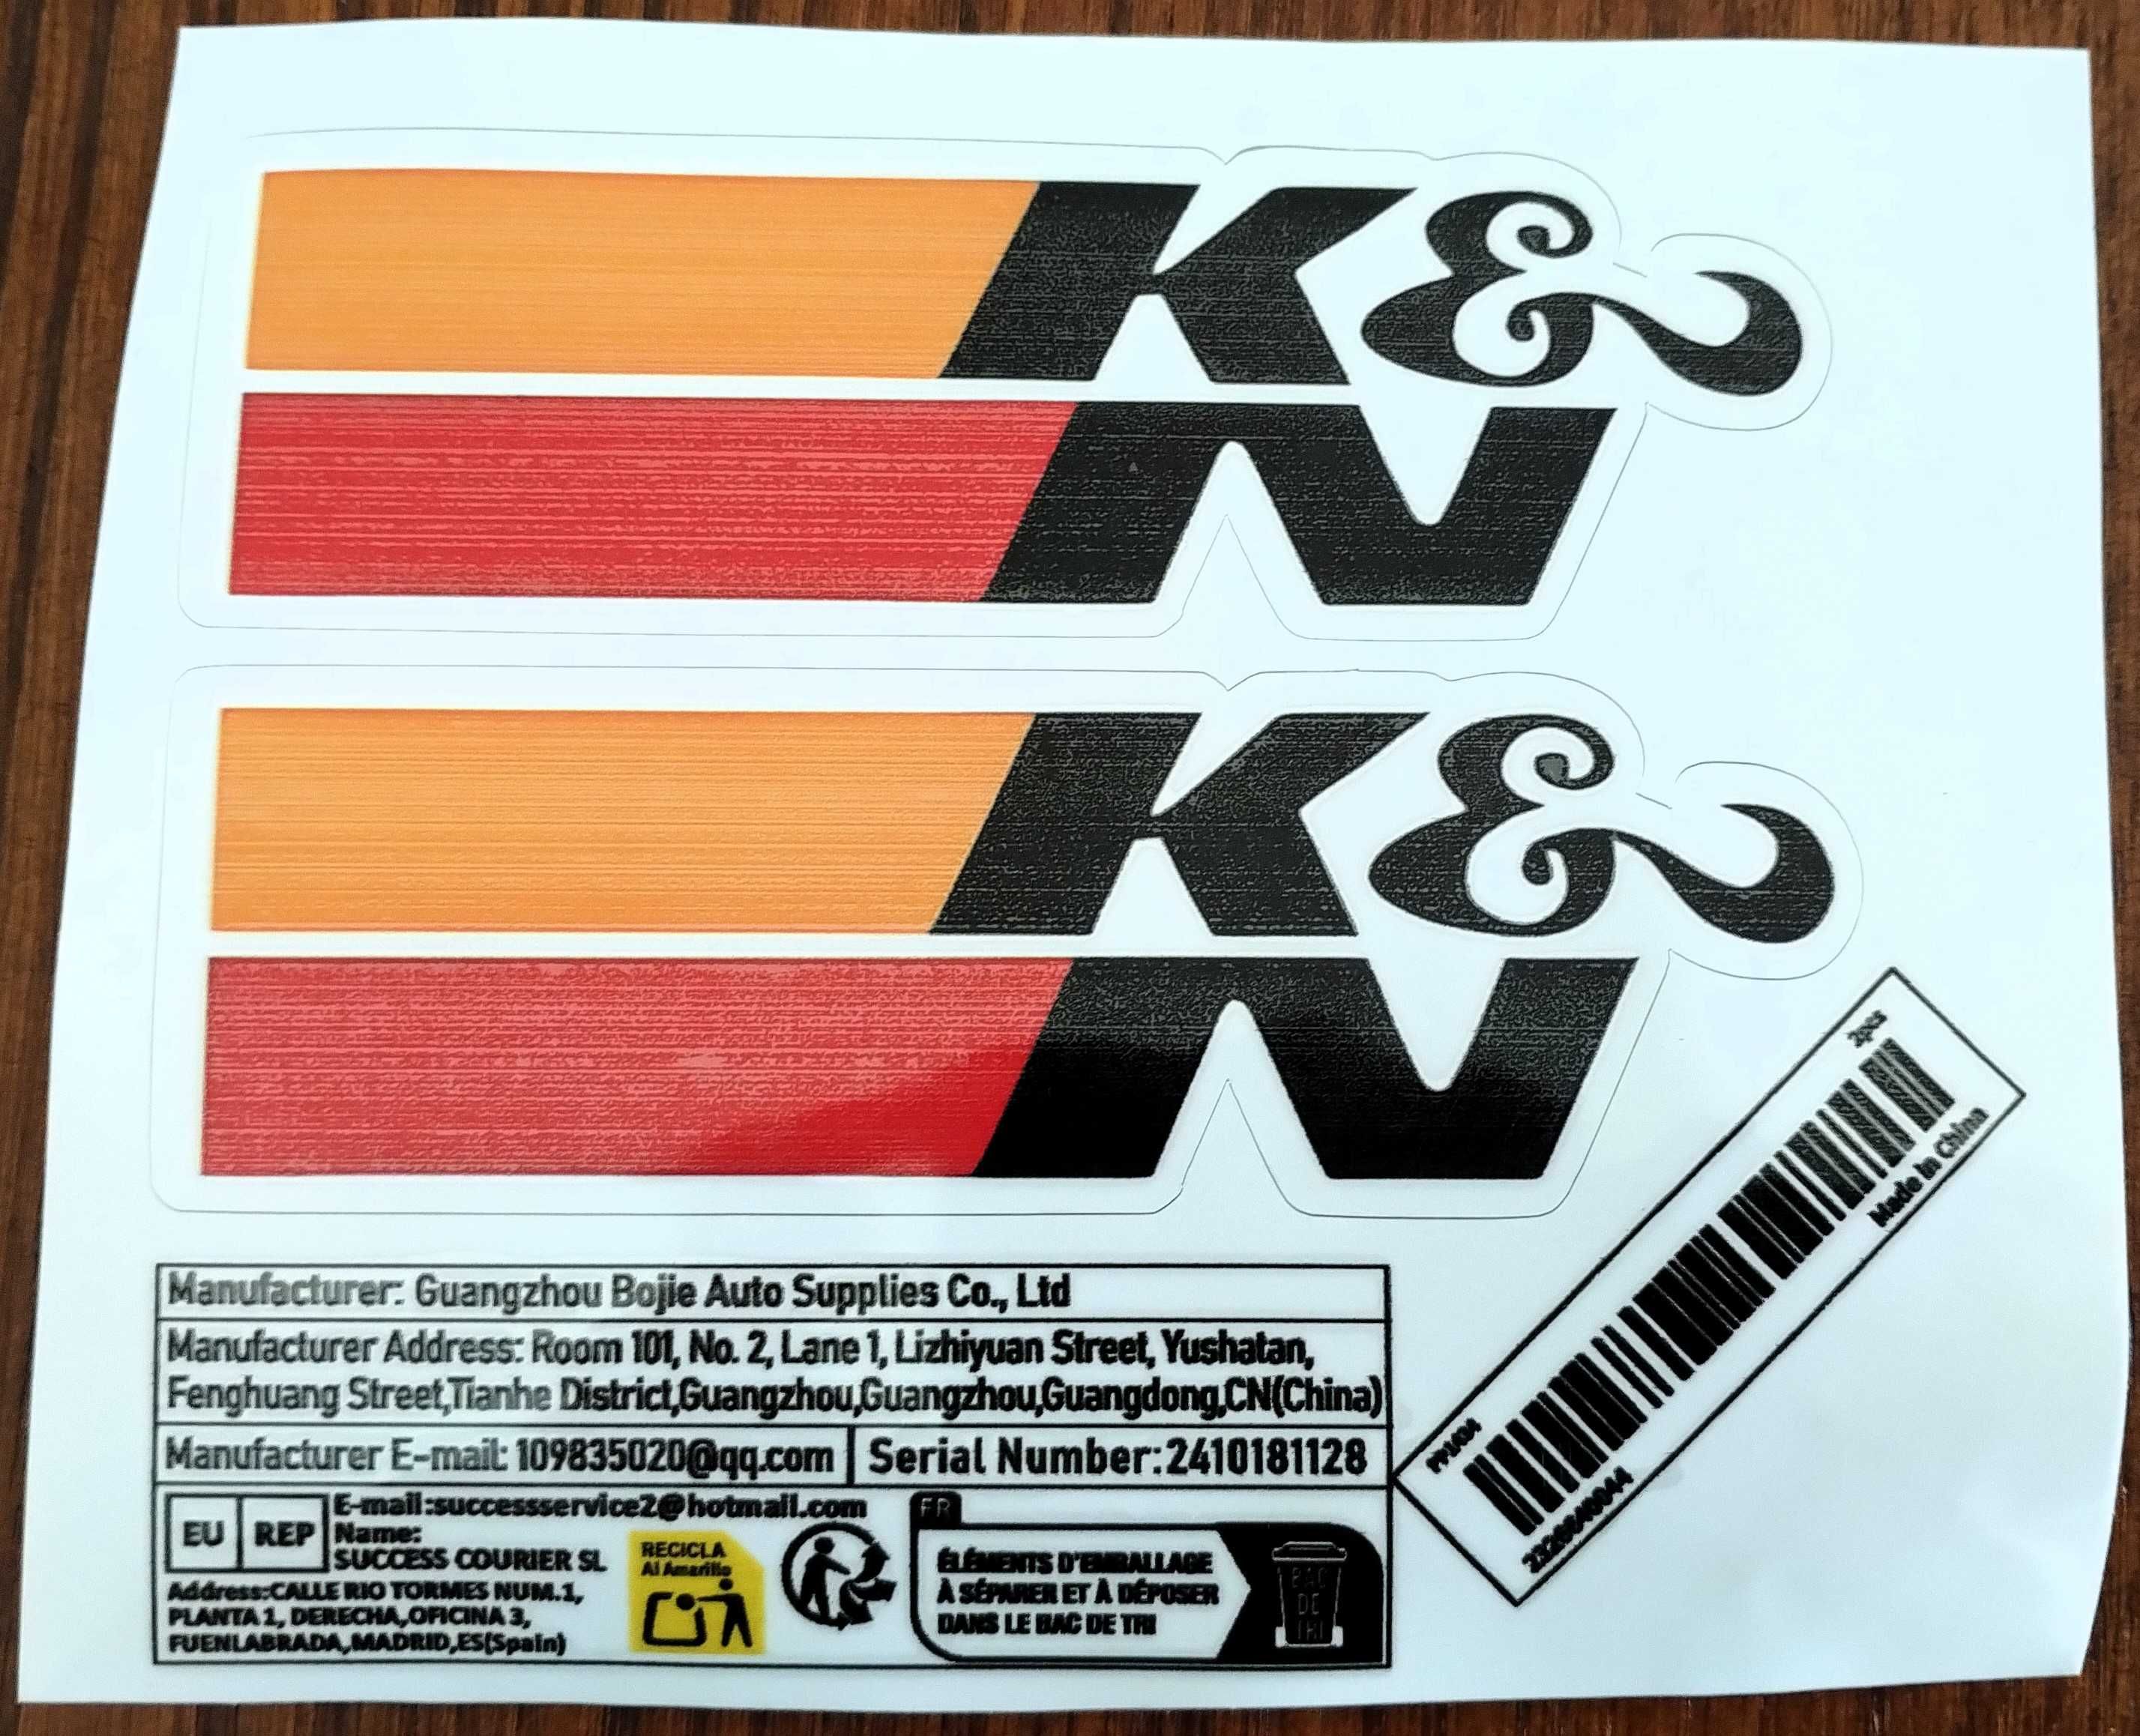 K&
N
K&
N
2pcs
Made In China
Manufacturer: Guangzhou Bojie Auto Supplies Co., Ltd
Manufacturer Address: Room 101, No. 2, Lane 1, Lizhiyuan Street, Yushatan,
Fenghuang Street,Tianhe District,Guangzhou,Guangzhou,Guangdong,CN(China)
Manufacturer E-mail: 109835020@qq.com
Serial Number:2410181128
EU REP
E-mail:successservice2@hotmail.com
Name:
SUCCESS COURIER SL
Address:CALLE RIO TORMES NUM.1,
PLANTA 1, DERECHA,OFICINA 3,
FUENLABRADA,MADRID,ES(Spain)
RECICLA
Al Amarillo
FR
ÉLÉMENTS D'EMBALLAGE
À SÉPARER ET À DÉPOSER
DANS LE BAC DE TRI
BAC
DE
TRI